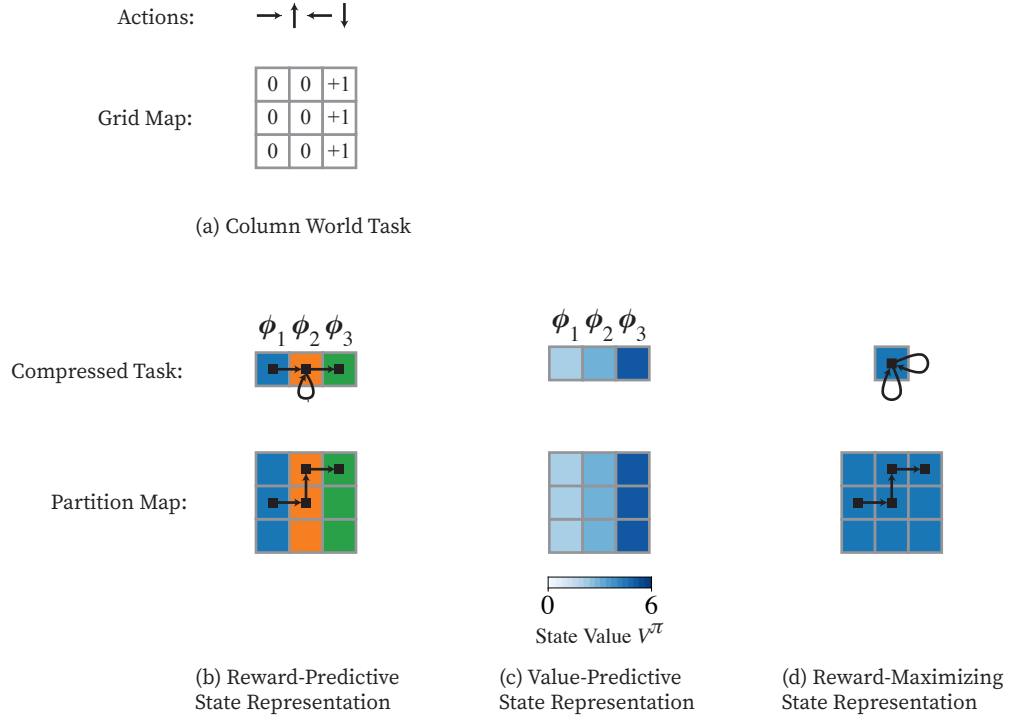 Actions:
Grid Map:
0 0 +1
0 0 +1
0 0 +1
(a) Column World Task
ϕ1 ϕ2 ϕ3
ϕ1 ϕ2 ϕ3
Compressed Task:
Partition Map:
0 6
State Value Vπ
(b) Reward-Predictive
State Representation
(c) Value-Predictive
State Representation
(d) Reward-Maximizing
State Representation